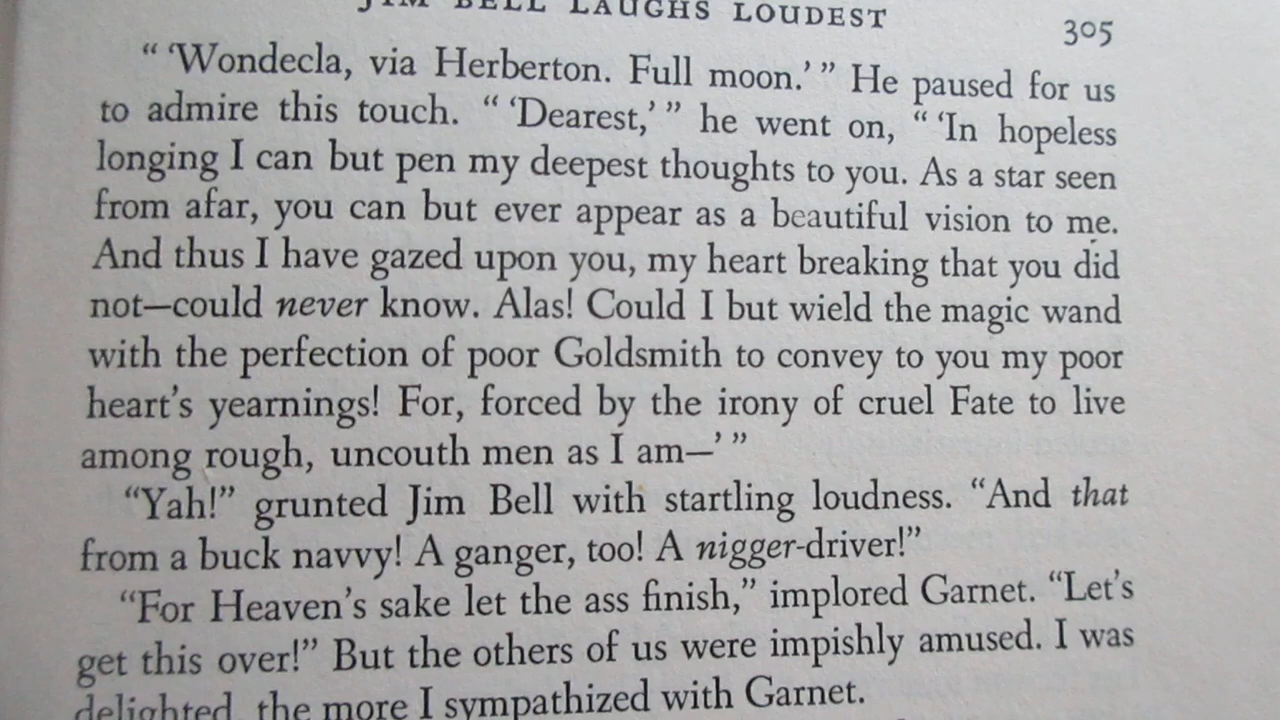 JIM BELL LAUGHS LOUDEST 305
“ ‘Wondecla, via Herberton. Full moon.’ ” He paused for us
to admire this touch. “ ‘Dearest,’ ” he went on, “ ‘In hopeless
longing I can but pen my deepest thoughts to you. As a star seen
from afar, you can but ever appear as a beautiful vision to me.
And thus I have gazed upon you, my heart breaking that you did
not—could never know. Alas! Could I but wield the magic wand
with the perfection of poor Goldsmith to convey to you my poor
heart’s yearnings! For, forced by the irony of cruel Fate to live
among rough, uncouth men as I am—’ ”
“Yah!” grunted Jim Bell with startling loudness. “And that
from a buck navvy! A ganger, too! A nigger-driver!”
“For Heaven’s sake let the ass finish,” implored Garnet. “Let’s
get this over!” But the others of us were impishly amused. I was
delighted, the more I sympathized with Garnet.